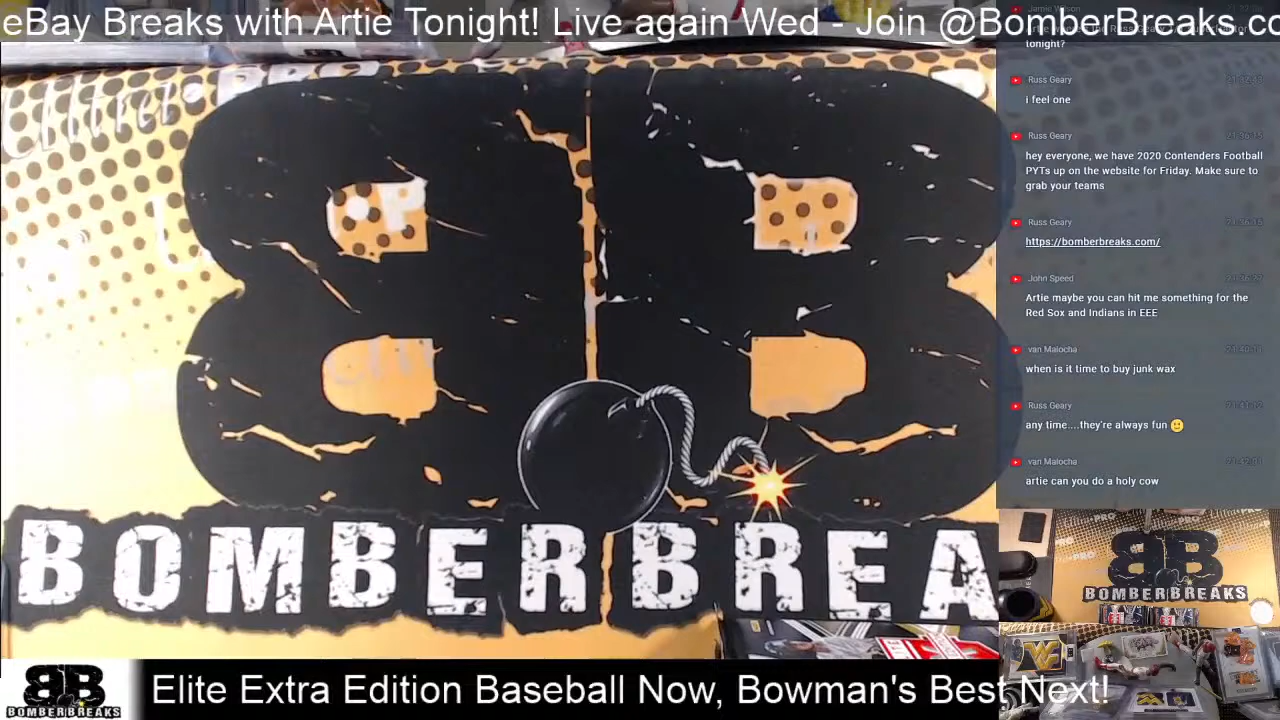 eBay Breaks with Artie Tonight! Live again Wed - Join @BomberBreaks.co
tonight?
Russ Geary
i feel one
Russ Geary
hey everyone, we have 2020 Contenders Football
PYTs up on the website for Friday. Make sure to
grab your teams
Russ Geary
https://bomberbreaks.com/
John Speed
Artie maybe you can hit me something for the
Red Sox and Indians in EEE
van Malocha
when is it time to buy junk wax
Russ Geary
any time....they're always fun 🙂
van Malocha
artie can you do a holy cow
BB
BOMBERBREA
BB
BOMBERBREAKS
BB
BOMBERBREAKS
Elite Extra Edition Baseball Now, Bowman's Best Next!